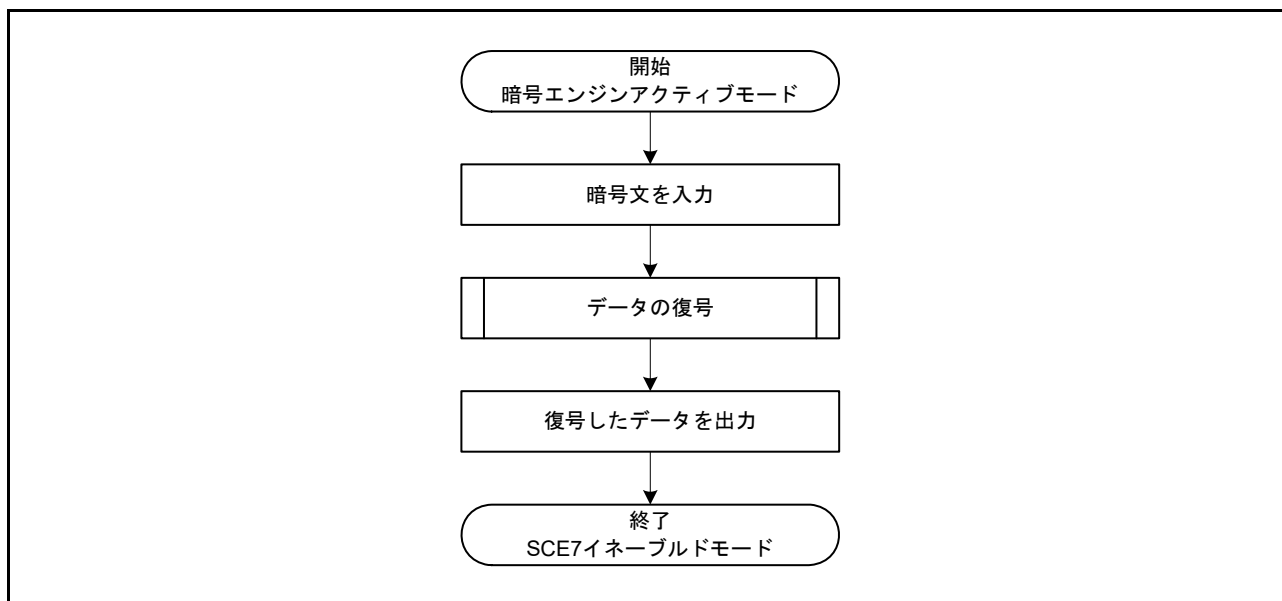 開始
暗号エンジンアクティブモード
暗号文を入力
データの復号
復号したデータを出力
終了
SCE7イネーブルドモード